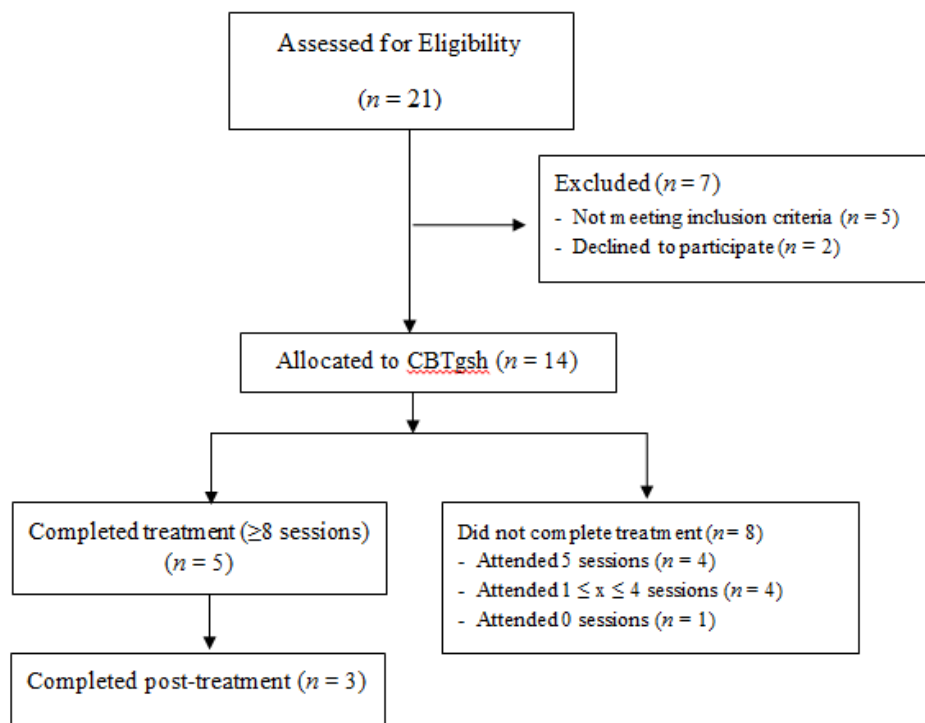 Assessed for Eligibility
(n = 21)
Excluded (n = 7)
- Not meeting inclusion criteria (n = 5)
- Declined to participate (n = 2)
Allocated to CBTgsh (n = 14)
Completed treatment (≥8 sessions)
(n = 5)
Did not complete treatment (n= 8)
- Attended 5 sessions (n = 4)
- Attended 1 ≤ x ≤ 4 sessions (n = 4)
- Attended 0 sessions (n = 1)
Completed post-treatment (n = 3)